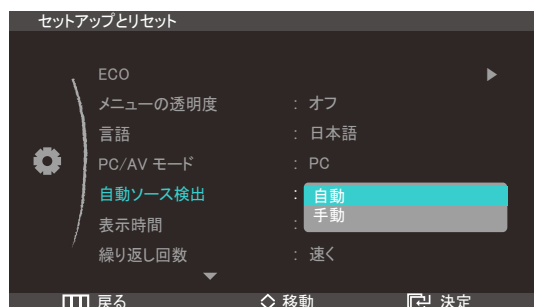 セットアップとリセット
ECO
メニューの透明度 : オフ
言語 : 日本語
PC/AV モード : PC
自動ソース検出 : 自動
手動
表示時間 :
繰り返し回数 : 速く
戻る 移動 決定